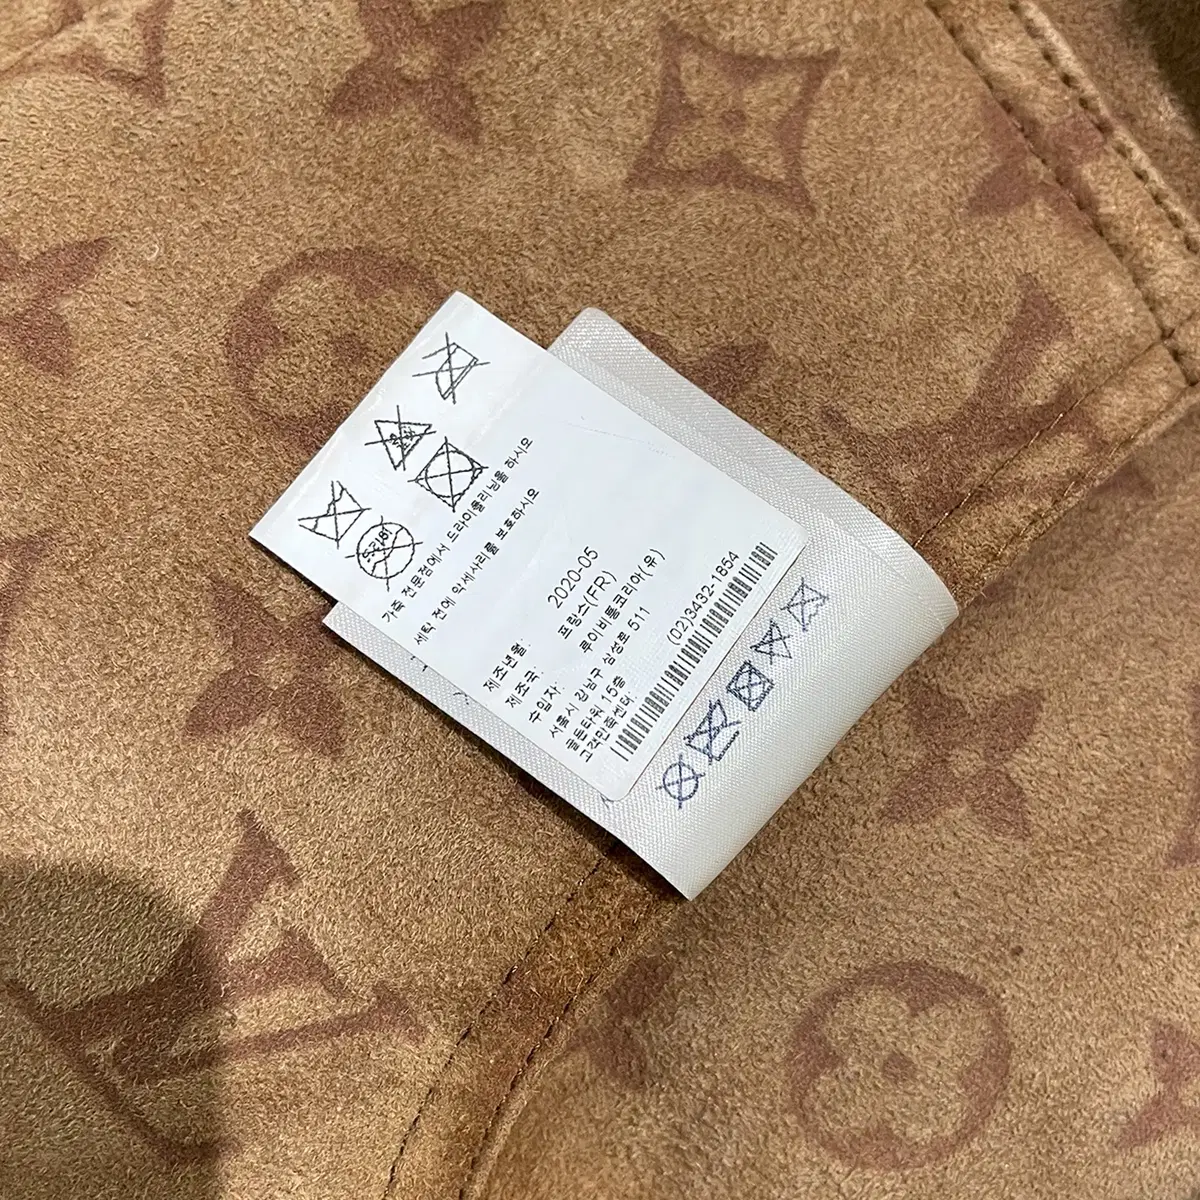 가죽 전문점에서 드라이클리닝을 하시오
세탁 전에 악세사리를 보호하시오
제조년월: 2020-05
제조국: 프랑스(FR)
수입자: 루이비통코리아(유)
서울시 강남구 삼성로 511
골든타워 15층
고객만족센터: (02)3432-1854